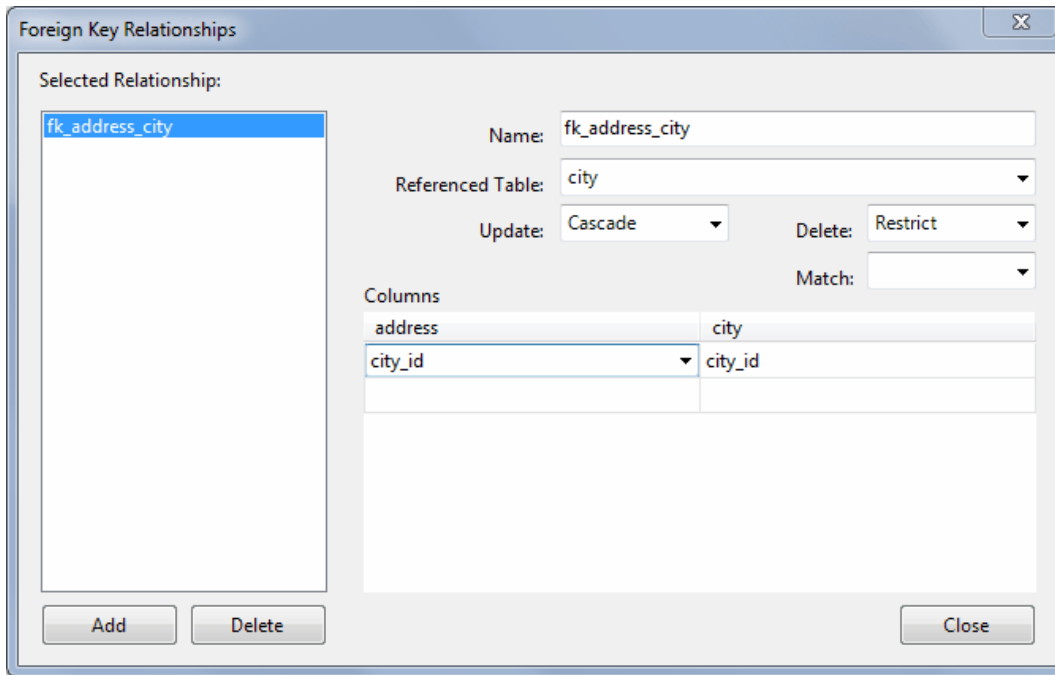 Foreign Key Relationships
Selected Relationship:
fk_address_city
Name: fk_address_city
Referenced Table: city
Update: Cascade Delete: Restrict
Match:
Columns
address city
city_id city_id
Add Delete Close